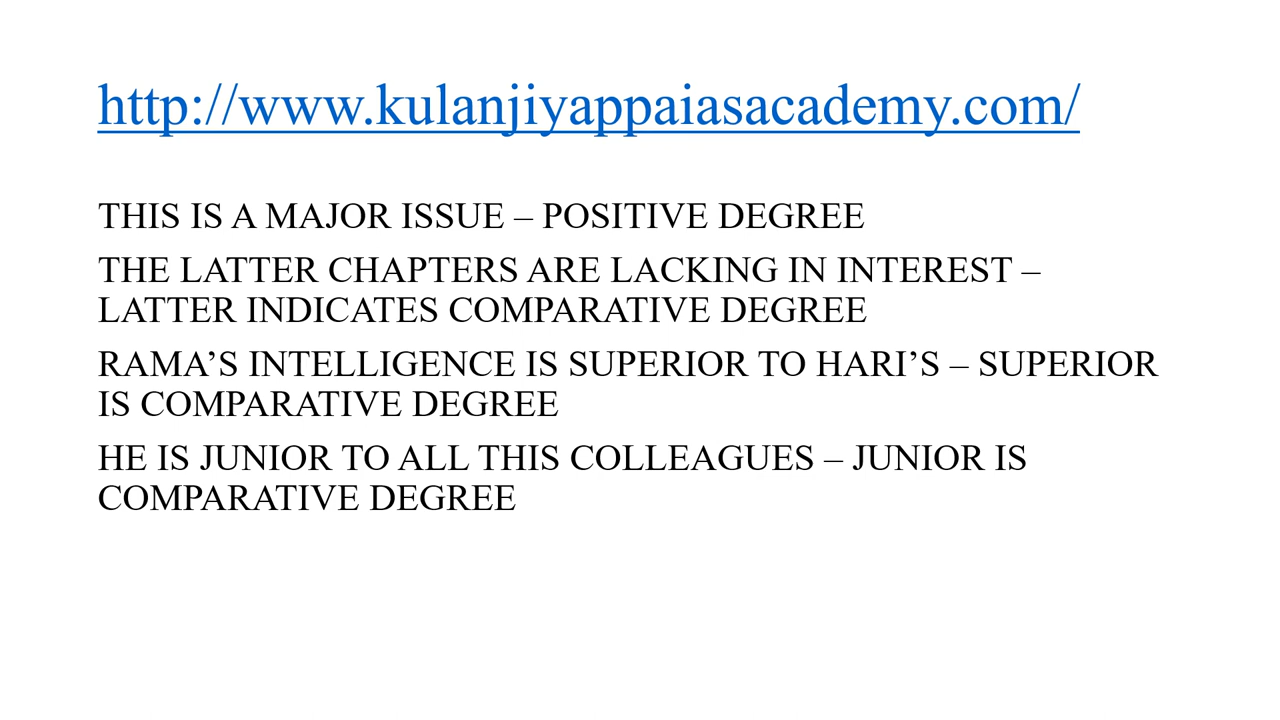 http://www.kulanjiyappaiasacademy.com/
THIS IS A MAJOR ISSUE – POSITIVE DEGREE
THE LATTER CHAPTERS ARE LACKING IN INTEREST –
LATTER INDICATES COMPARATIVE DEGREE
RAMA’S INTELLIGENCE IS SUPERIOR TO HARI’S – SUPERIOR
IS COMPARATIVE DEGREE
HE IS JUNIOR TO ALL THIS COLLEAGUES – JUNIOR IS
COMPARATIVE DEGREE